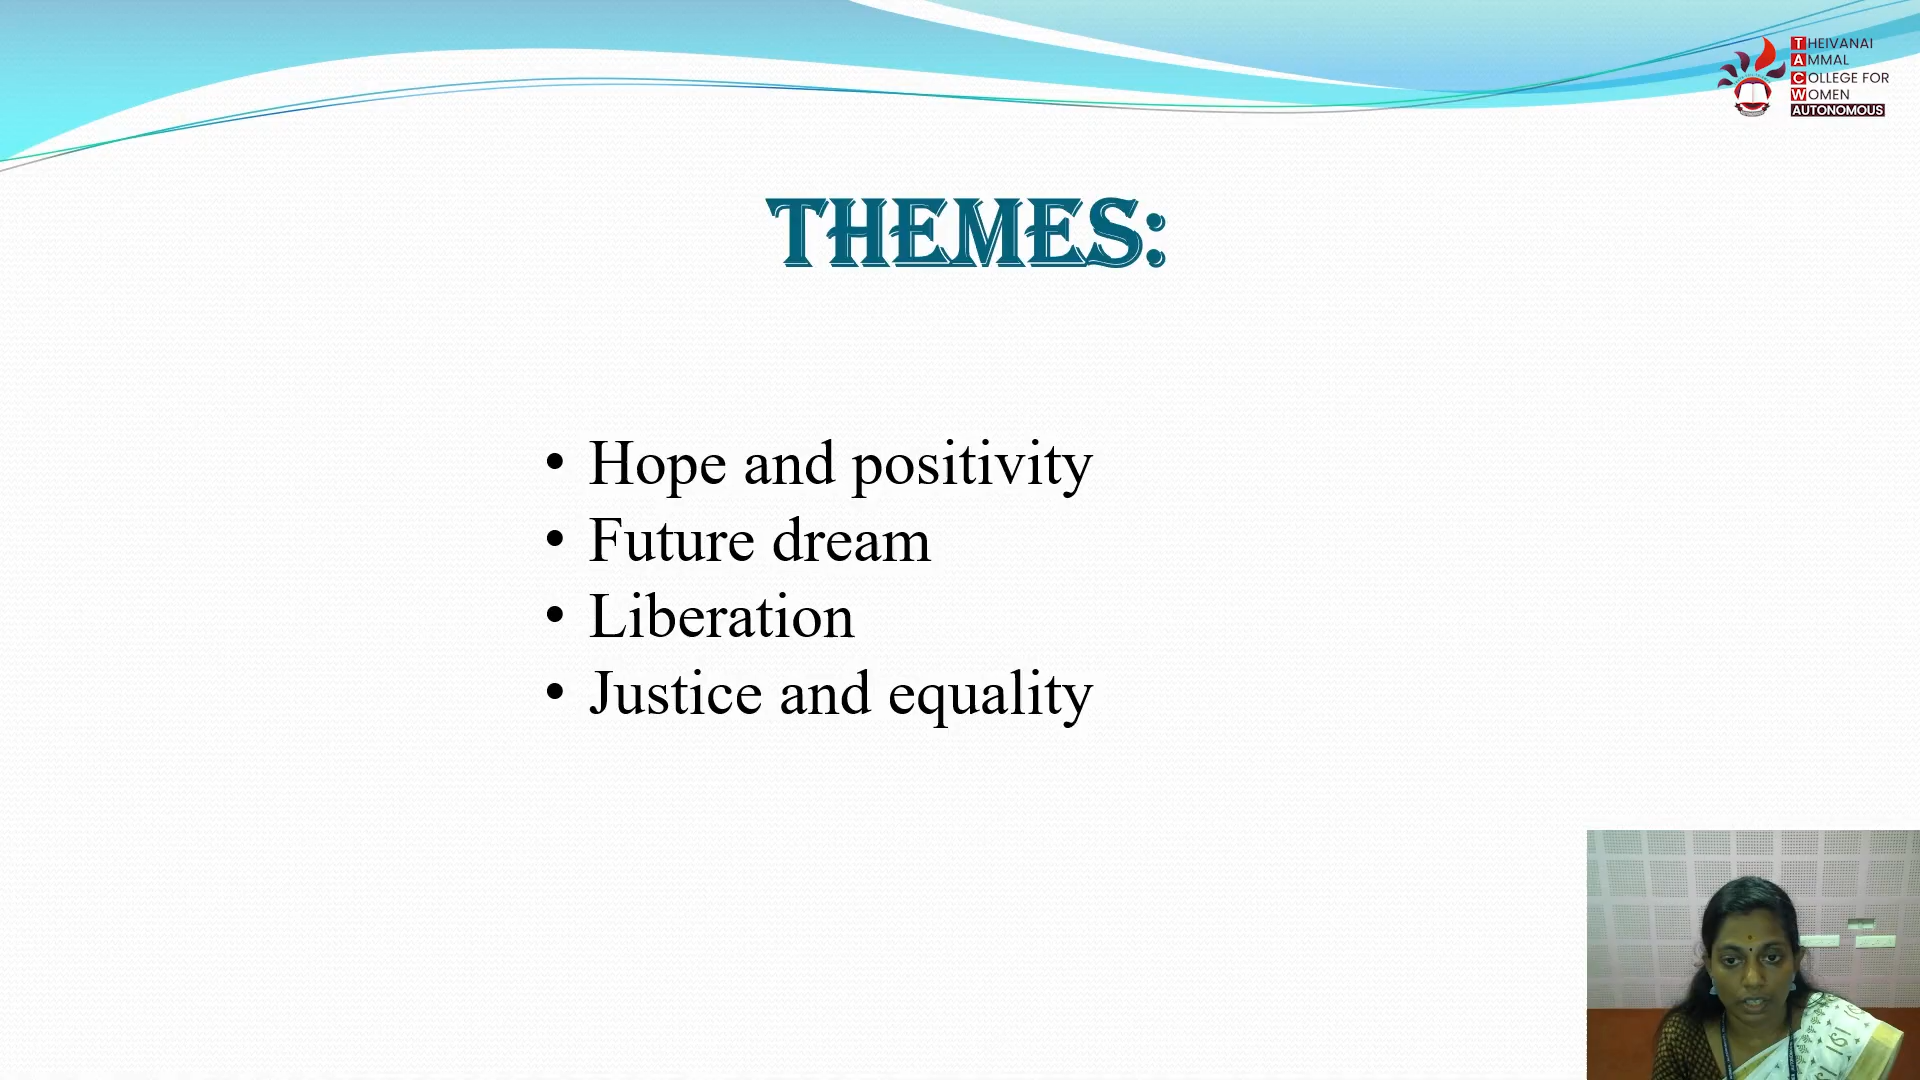 THEIVANAI
AMMAL
COLLEGE FOR
WOMEN
AUTONOMOUS
THEMES:
• Hope and positivity
• Future dream
• Liberation
• Justice and equality